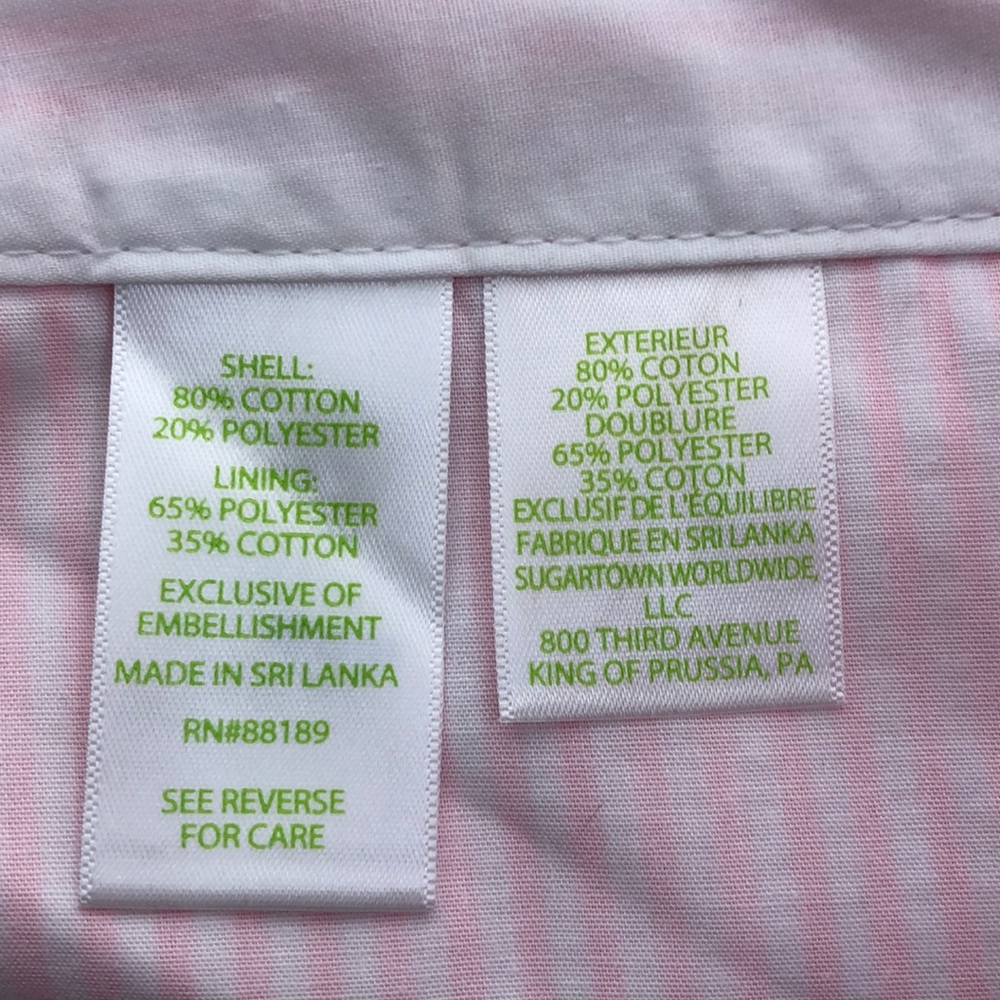 SHELL:
80% COTTON
20% POLYESTER
LINING:
65% POLYESTER
35% COTTON
EXCLUSIVE OF
EMBELLISHMENT
MADE IN SRI LANKA
RN#88189
SEE REVERSE
FOR CARE
EXTERIEUR
80% COTON
20% POLYESTER
DOUBLURE
65% POLYESTER
35% COTON
EXCLUSIF DE L'ÉQUILIBRE
FABRIQUE EN SRI LANKA
SUGARTOWN WORLDWIDE,
LLC
800 THIRD AVENUE
KING OF PRUSSIA, PA